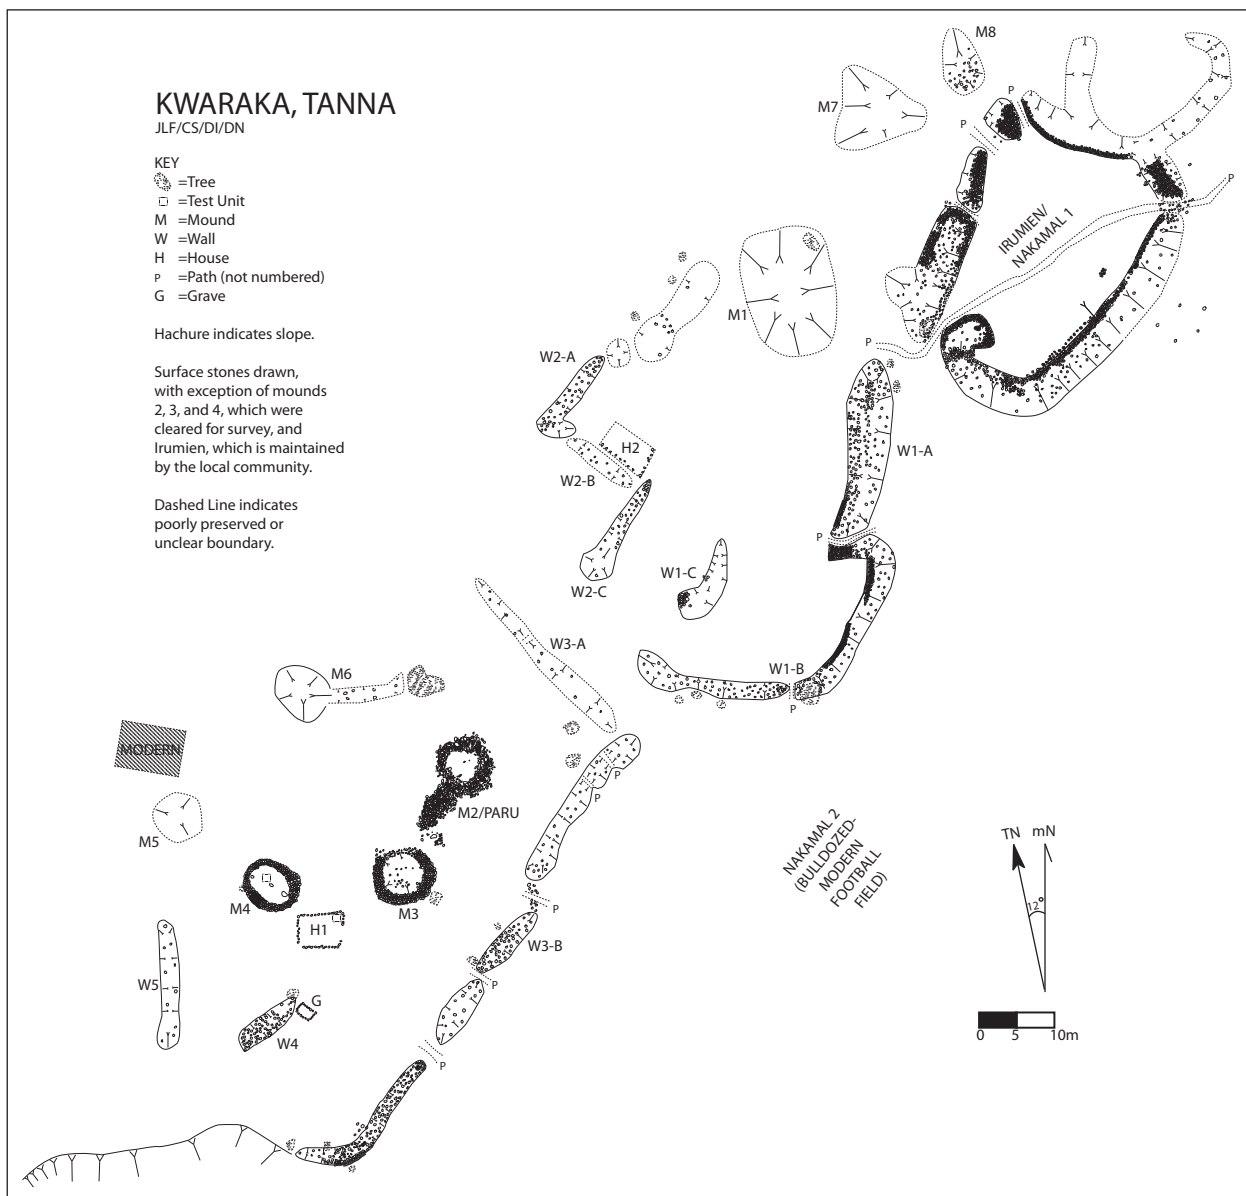 KWARAKA, TANNA
JLF/CS/DI/DN
KEY
=Tree
=Test Unit
M =Mound
W =Wall
H =House
P =Path (not numbered)
G =Grave
Hachure indicates slope.
Surface stones drawn,
with exception of mounds
2, 3, and 4, which were
cleared for survey, and
Irumien, which is maintained
by the local community.
Dashed Line indicates
poorly preserved or
unclear boundary.
M8
M7
P
P
P
IRUMIEN/
NAKAMAL 1
M1
P
W2-A
H2
W2-B
W1-A
P
W2-C
W1-C
W3-A
W1-B
P
M6
MODERN
P
P
M2/PARU
M5
M4
M3
P
H1
W3-B
P
W5
G
W4
P
NAKAMAL 2
(BULLDOZED-
MODERN
FOOTBALL
FIELD)
TN mN
12°
0 5 10m